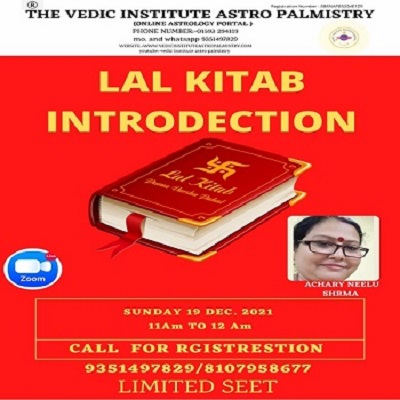 THE VEDIC INSTITUTE ASTRO PALMISTRY
(ONLINE ASTROLOGY PORTAL)
PHONE NUMBER:-01593 294119
mo. and whatsapp 9351497829
LAL KITAB
INTRODECTION
Lal Kitab
zoom
ACHARY NEELU
SHRMA
SUNDAY 19 DEC. 2021
11Am TO 12 Am
CALL FOR RGISTRESTION
9351497829/8107958677
LIMITED SEET